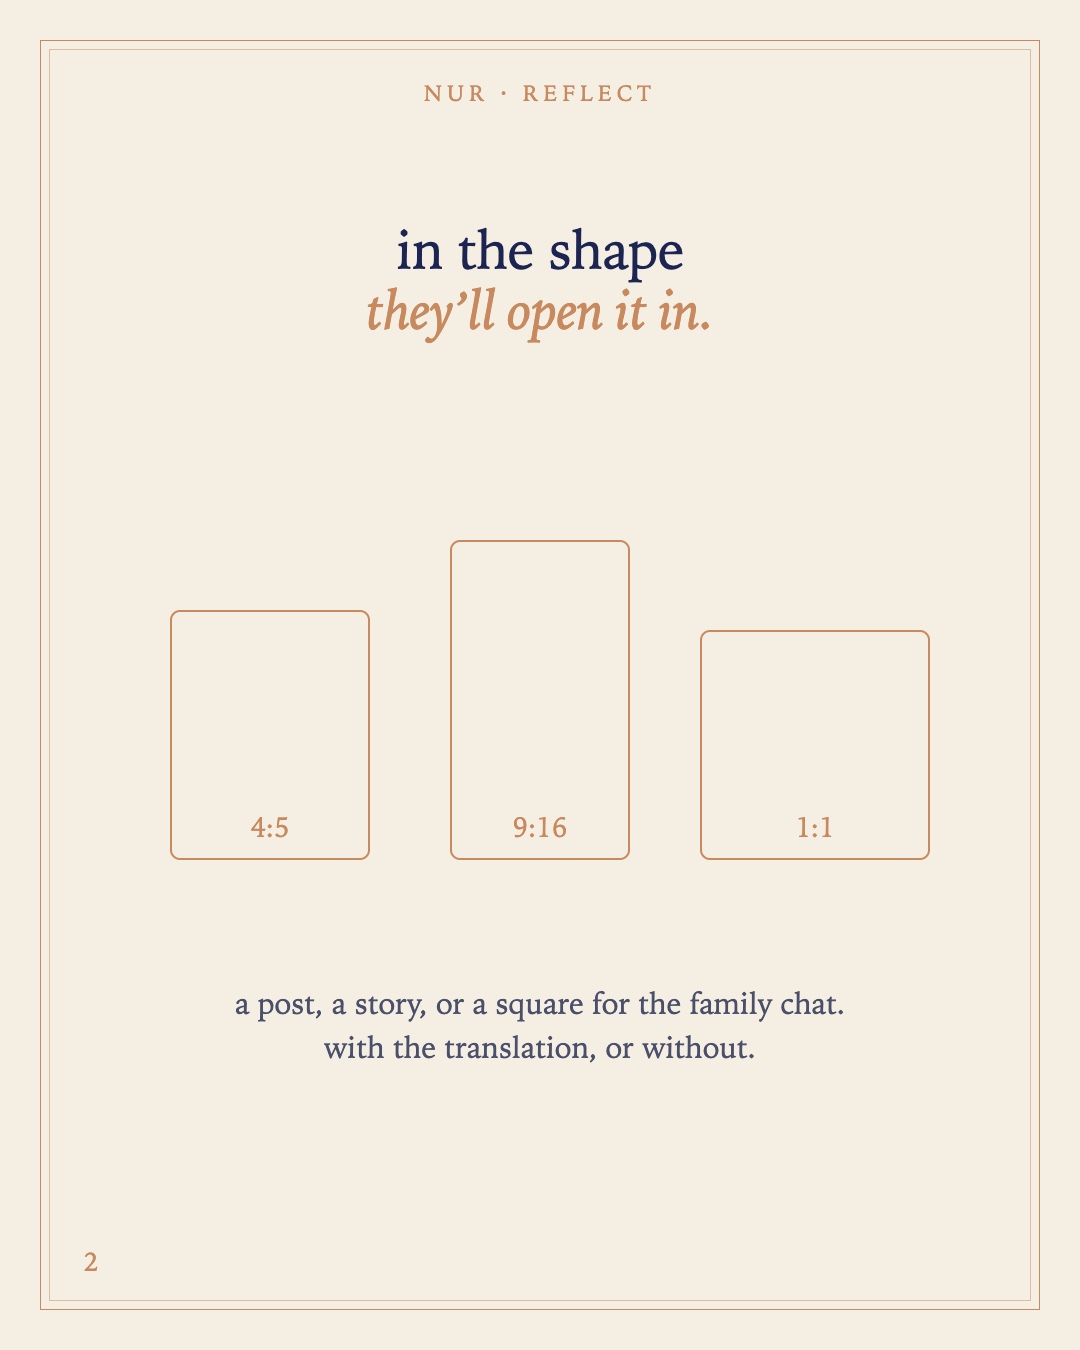 NUR · REFLECT
in the shape
they’ll open it in.
4:5
9:16
1:1
a post, a story, or a square for the family chat.
with the translation, or without.
2